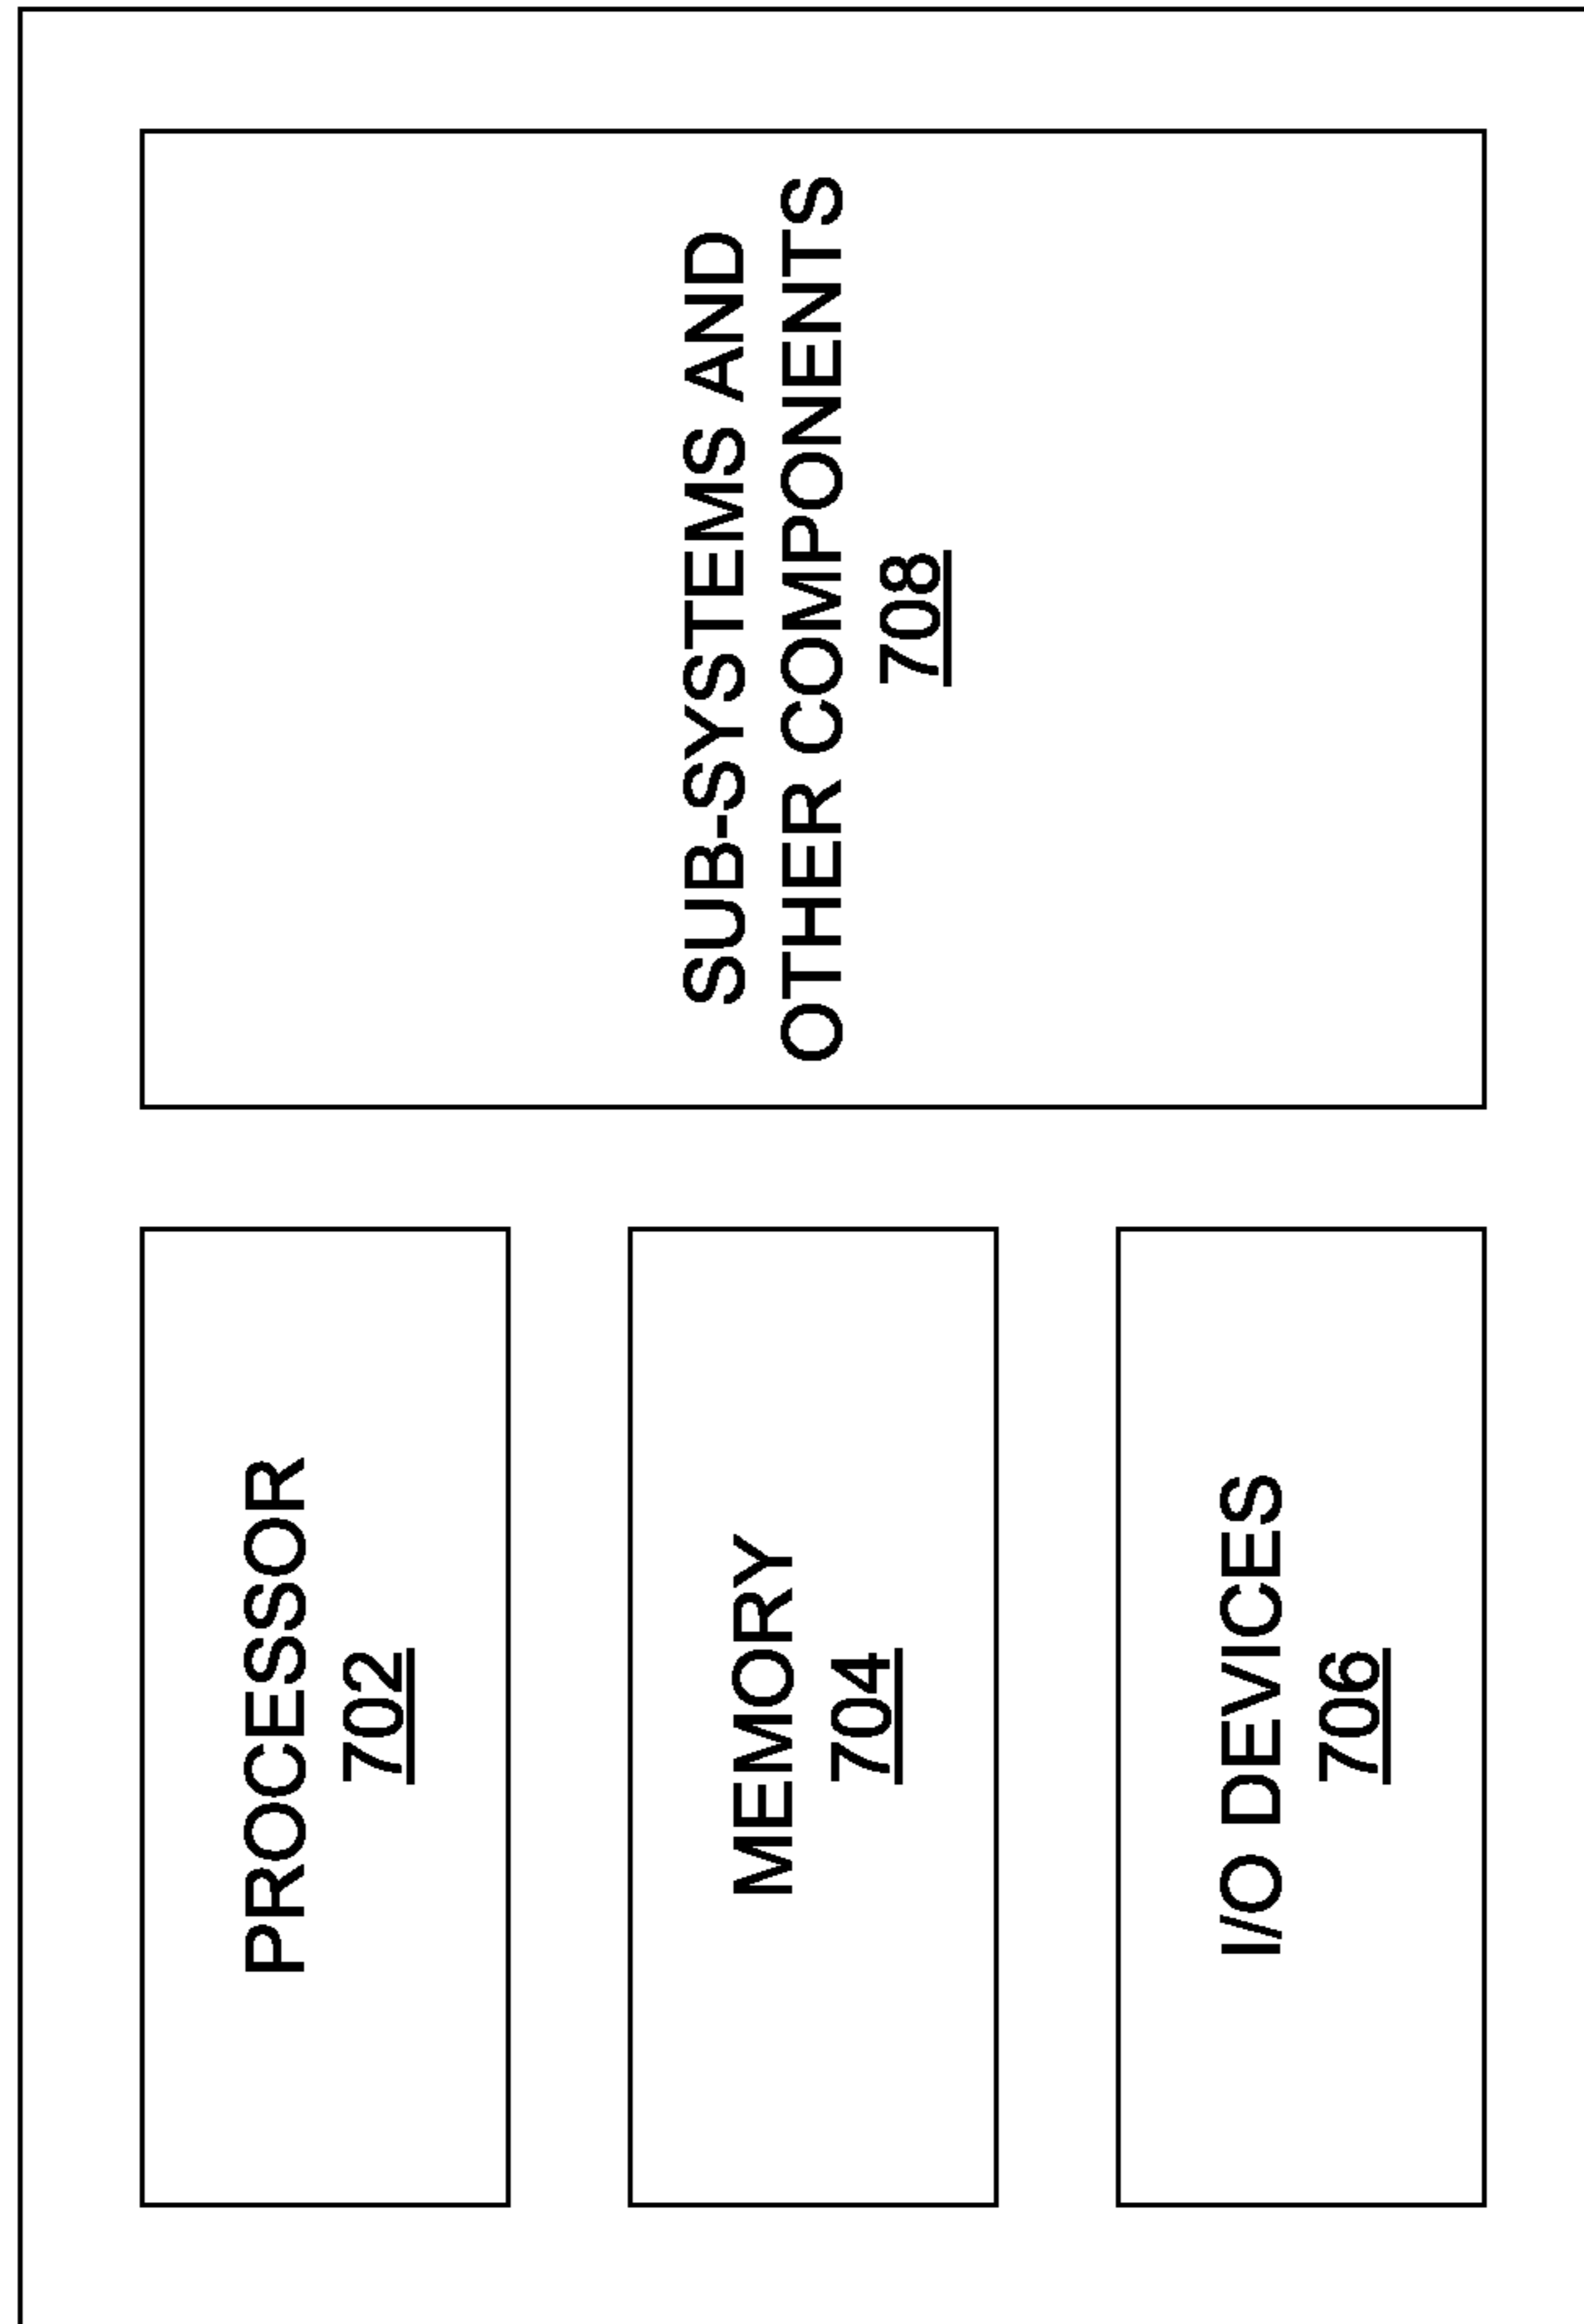 PROCESSOR
702
MEMORY
704
I/O DEVICES
706
SUB-SYSTEMS AND
OTHER COMPONENTS
708